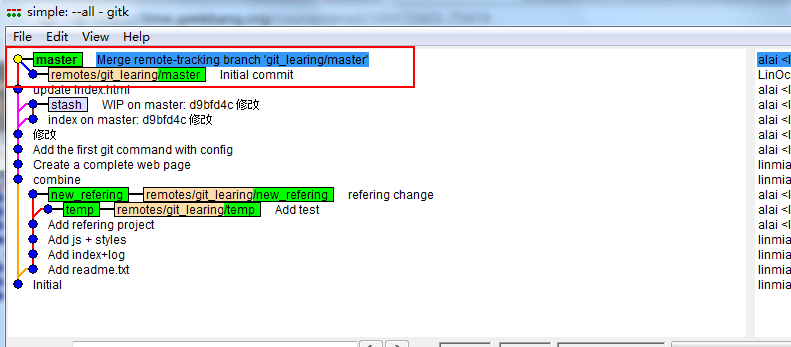 simple: --all - gitk
File Edit View Help
master Merge remote-tracking branch 'git_learing/master' alai <l
remotes/git_learing/master Initial commit LinOc
update index.html alai <l
stash WIP on master: d9bfd4c 修改 alai <l
index on master: d9bfd4c 修改 alai <l
修改 alai <l
Add the first git command with config alai <l
Create a complete web page linmia
combine linmia
new_refering remotes/git_learing/new_refering refering change alai <l
temp remotes/git_learing/temp Add test alai <l
Add refering project alai <l
Add js + styles linmia
Add index+log linmia
Add readme.txt linmia
Initial linmia